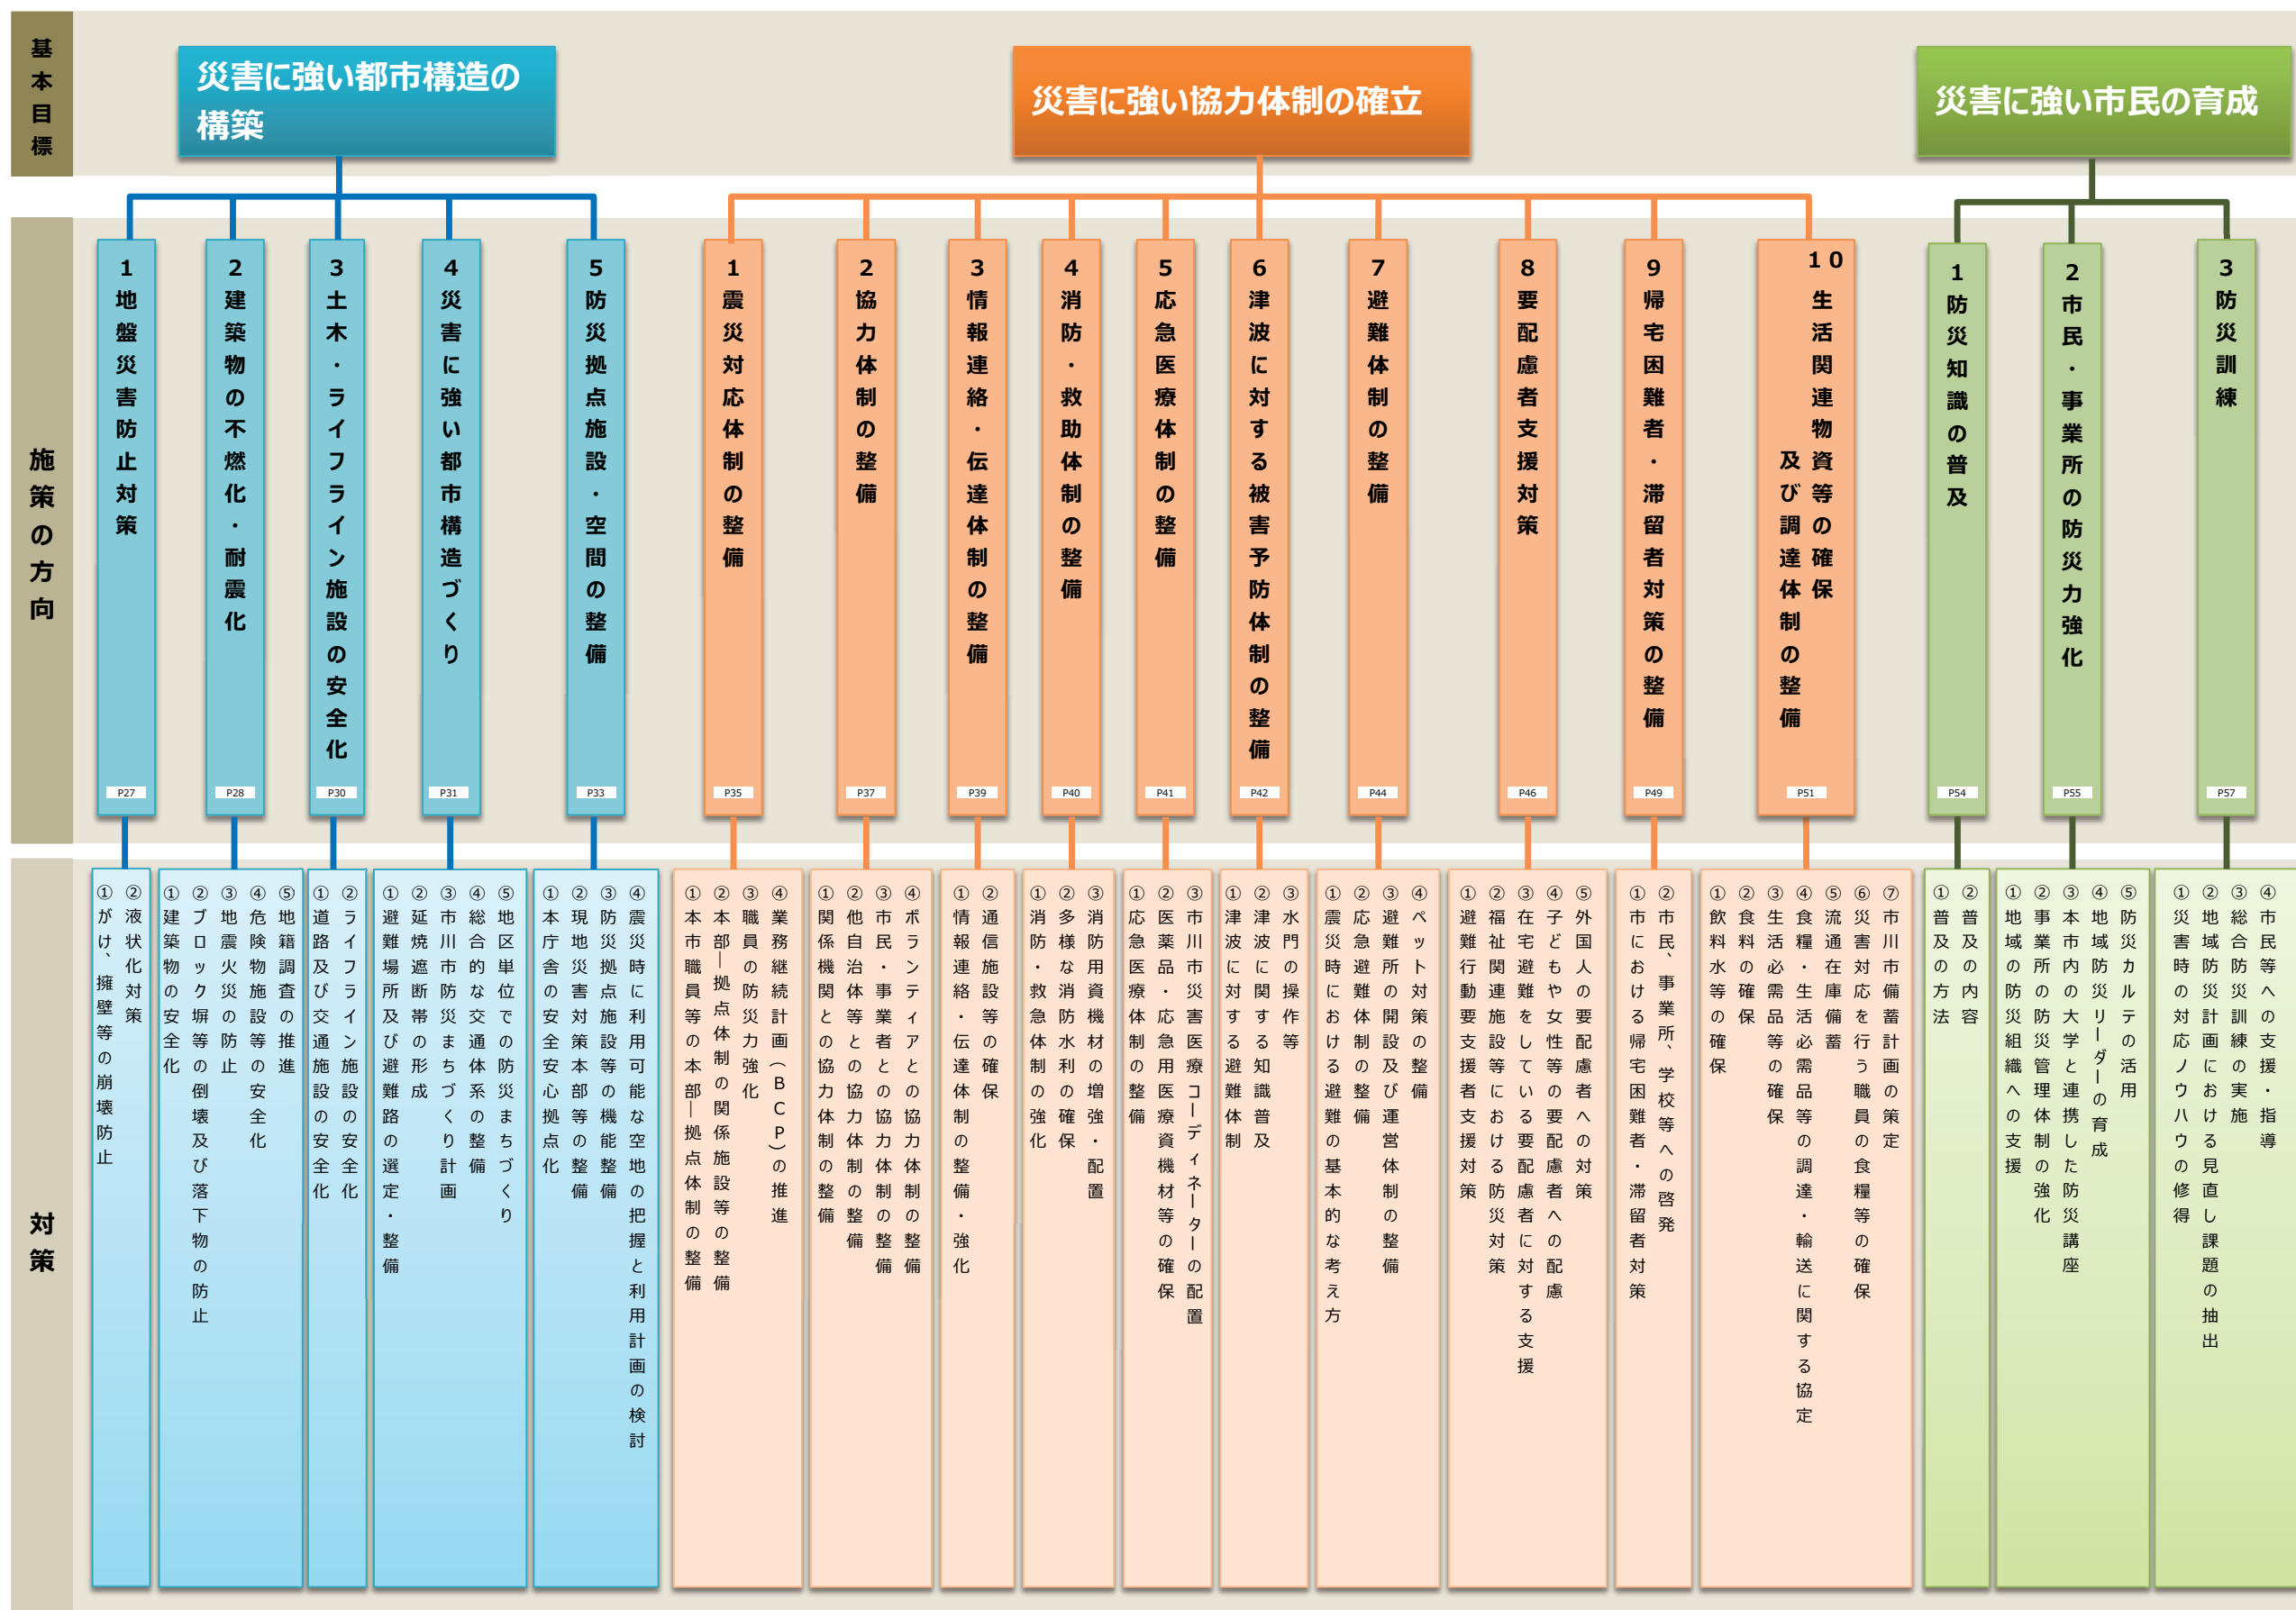 基本目標
災害に強い都市構造の
構築
災害に強い協力体制の確立
災害に強い市民の育成
施策の方向
1 地盤災害防止対策
P27
2 建築物の不燃化・耐震化
P28
3 土木・ライフライン施設の安全化
P30
4 災害に強い都市構造づくり
P31
5 防災拠点施設・空間の整備
P33
1 震災対応体制の整備
P35
2 協力体制の整備
P37
3 情報連絡・伝達体制の整備
P39
4 消防・救助体制の整備
P40
5 応急医療体制の整備
P41
6 津波に対する被害予防体制の整備
P42
7 避難体制の整備
P44
8 要配慮者支援対策
P46
9 帰宅困難者・滞留者対策の整備
P49
10 生活関連物資等の確保
及び調達体制の整備
P51
1 防災知識の普及
P54
2 市民・事業所の防災力強化
P55
3 防災訓練
P57
対策
①がけ、擁壁等の崩壊防止
②液状化対策
①建築物の安全化
②ブロック塀等の倒壊及び落下物の防止
③地震火災の防止
④危険物施設等の安全化
⑤地籍調査の推進
①道路及び交通施設の安全化
②ライフライン施設の安全化
①避難場所及び避難路の選定・整備
②延焼遮断帯の形成
③市川市防災まちづくり計画
④総合的な交通体系の整備
⑤地区単位での防災まちづくり
①本庁舎の安全安心拠点化
②現地災害対策本部等の整備
③防災拠点施設等の機能整備
④震災時に利用可能な空地の把握と利用計画の検討
①本市職員等の本部―拠点体制の整備
②本部―拠点体制の関係施設等の整備
③職員の防災力強化
④業務継続計画(BCP)の推進
①関係機関との協力体制の整備
②他自治体等との協力体制の整備
③市民・事業者との協力体制の整備
④ボランティアとの協力体制の整備
①情報連絡・伝達体制の整備・強化
②通信施設等の確保
①消防・救急体制の強化
②多様な消防水利の確保
③消防用資機材の増強・配置
①応急医療体制の整備
②医薬品・応急用医療資機材等の確保
③市川市災害医療コーディネーターの配置
①津波に対する避難体制
②津波に関する知識普及
③水門の操作等
①震災時における避難の基本的な考え方
②応急避難体制の整備
③避難所の開設及び運営体制の整備
④ペット対策の整備
①避難行動要支援者支援対策
②福祉関連施設等における防災対策
③在宅避難をしている要配慮者に対する支援
④子どもや女性等の要配慮者への配慮
⑤外国人の要配慮者への対策
①市における帰宅困難者・滞留者対策
②市民、事業所、学校等への啓発
①飲料水等の確保
②食料の確保
③生活必需品等の確保
④食糧・生活必需品等の調達・輸送に関する協定
⑤流通在庫備蓄
⑥災害対応を行う職員の食糧等の確保
⑦市川市備蓄計画の策定
①普及の方法
②普及の内容
①地域の防災組織への支援
②事業所の防災管理体制の強化
③本市内の大学と連携した防災講座
④地域防災リーダーの育成
⑤防災カルテの活用
①災害時の対応ノウハウの修得
②地域防災計画における見直し課題の抽出
③総合防災訓練の実施
④市民等への支援・指導